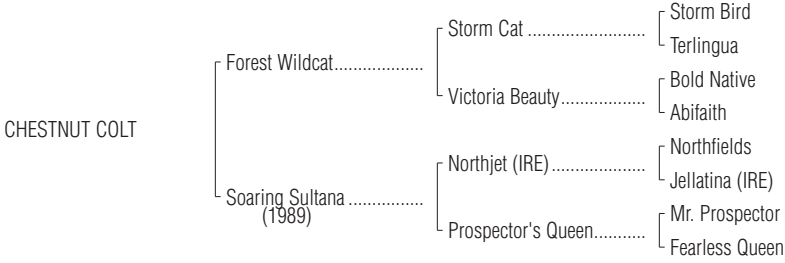 Storm Bird
Storm Cat .........................
Terlingua
Forest Wildcat...................
Bold Native
Victoria Beauty..................
Abifaith
CHESTNUT COLT
Northfields
Northjet (IRE) ....................
Jellatina (IRE)
Soaring Sultana ................
(1989)
Mr. Prospector
Prospector's Queen...........
Fearless Queen